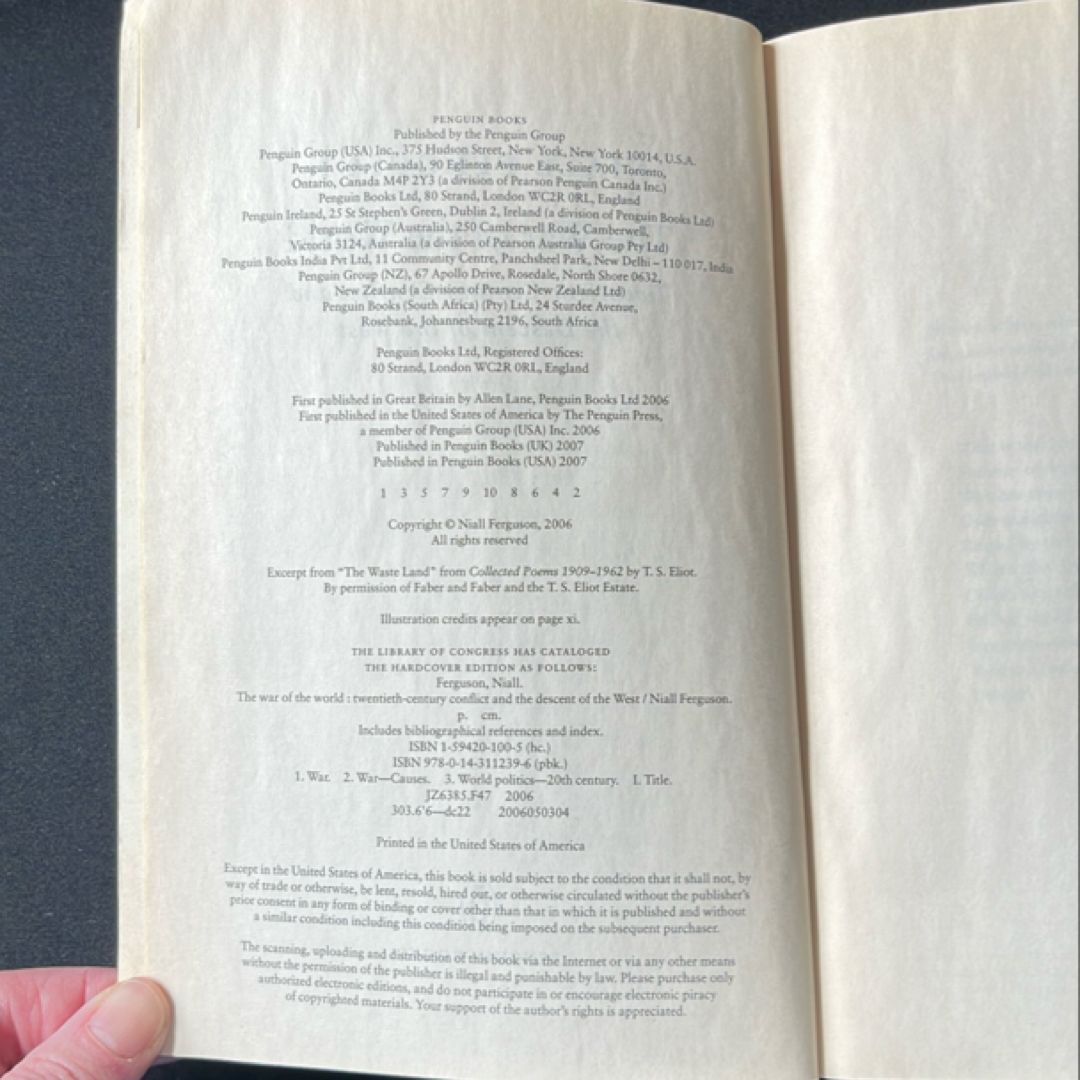 PENGUIN BOOKS
Published by the Penguin Group
Penguin Group (USA) Inc., 375 Hudson Street, New York, New York 10014, U.S.A.
Penguin Group (Canada), 90 Eglinton Avenue East, Suite 700, Toronto,
Ontario, Canada M4P 2Y3 (a division of Pearson Penguin Canada Inc.)
Penguin Books Ltd, 80 Strand, London WC2R 0RL, England
Penguin Ireland, 25 St Stephen's Green, Dublin 2, Ireland (a division of Penguin Books Ltd)
Penguin Group (Australia), 250 Camberwell Road, Camberwell,
Victoria 3124, Australia (a division of Pearson Australia Group Pty Ltd)
Penguin Books India Pvt Ltd, 11 Community Centre, Panchsheel Park, New Delhi – 110 017, India
Penguin Group (NZ), 67 Apollo Drive, Rosedale, North Shore 0632,
New Zealand (a division of Pearson New Zealand Ltd)
Penguin Books (South Africa) (Pty) Ltd, 24 Sturdee Avenue,
Rosebank, Johannesburg 2196, South Africa
Penguin Books Ltd, Registered Offices:
80 Strand, London WC2R 0RL, England
First published in Great Britain by Allen Lane, Penguin Books Ltd 2006
First published in the United States of America by The Penguin Press,
a member of Penguin Group (USA) Inc. 2006
Published in Penguin Books (UK) 2007
Published in Penguin Books (USA) 2007
1 3 5 7 9 10 8 6 4 2
Copyright © Niall Ferguson, 2006
All rights reserved
Excerpt from "The Waste Land" from Collected Poems 1909–1962 by T. S. Eliot.
By permission of Faber and Faber and the T. S. Eliot Estate.
Illustration credits appear on page xi.
THE LIBRARY OF CONGRESS HAS CATALOGED
THE HARDCOVER EDITION AS FOLLOWS:
Ferguson, Niall.
The war of the world : twentieth-century conflict and the descent of the West / Niall Ferguson.
p. cm.
Includes bibliographical references and index.
ISBN 1-59420-100-5 (hc.)
ISBN 978-0-14-311239-6 (pbk.)
1. War. 2. War—Causes. 3. World politics—20th century. I. Title.
JZ6385.F47 2006
303.6'6—dc22 2006050304
Printed in the United States of America
Except in the United States of America, this book is sold subject to the condition that it shall not, by
way of trade or otherwise, be lent, resold, hired out, or otherwise circulated without the publisher's
prior consent in any form of binding or cover other than that in which it is published and without
a similar condition including this condition being imposed on the subsequent purchaser.
The scanning, uploading and distribution of this book via the Internet or via any other means
without the permission of the publisher is illegal and punishable by law. Please purchase only
authorized electronic editions, and do not participate in or encourage electronic piracy
of copyrighted materials. Your support of the author's rights is appreciated.